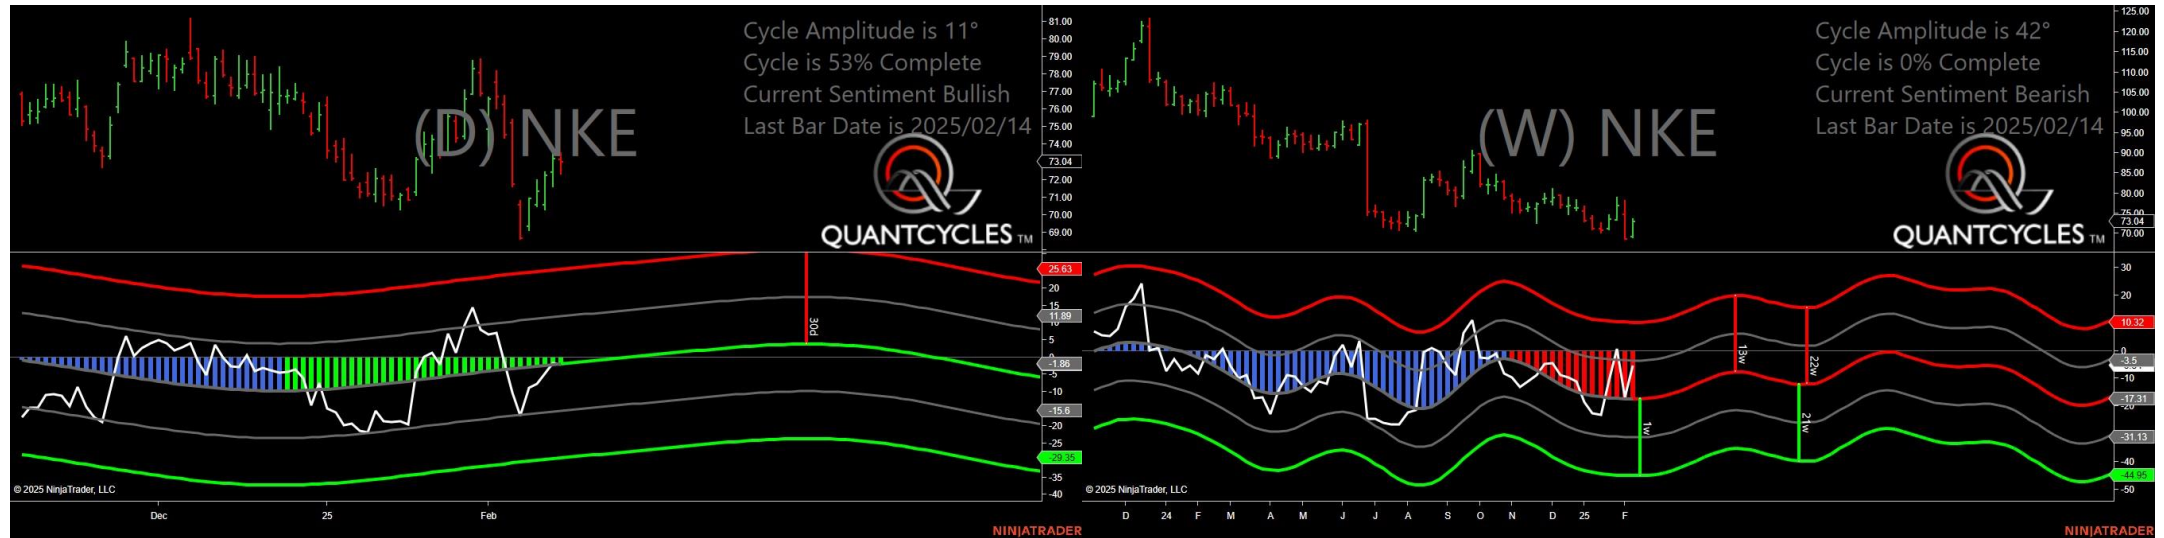 Cycle Amplitude is 11°
Cycle is 53% Complete
Current Sentiment Bullish
Last Bar Date is 2025/02/14
(D) NKE
QUANTCYCLES TM
81.00
80.00
79.00
78.00
77.00
76.00
75.00
74.00
73.04
72.00
71.00
70.00
69.00
30d
25.63
20
15
11.89
10
5
0
-1.86
-5
-10
-15.6
-20
-25
-29.35
-35
-40
© 2025 NinjaTrader, LLC
Dec
25
Feb
NINJATRADER
Cycle Amplitude is 42°
Cycle is 0% Complete
Current Sentiment Bearish
Last Bar Date is 2025/02/14
(W) NKE
QUANTCYCLES TM
125.00
120.00
115.00
110.00
105.00
100.00
95.00
90.00
85.00
80.00
75.00
73.04
70.00
13w
22w
1w
21w
30
20
10.32
0
-3.5
-10
-17.31
-20
-31.13
-40
-44.95
-50
© 2025 NinjaTrader, LLC
D 24 F M A M J J A S O N D 25 F
NINJATRADER